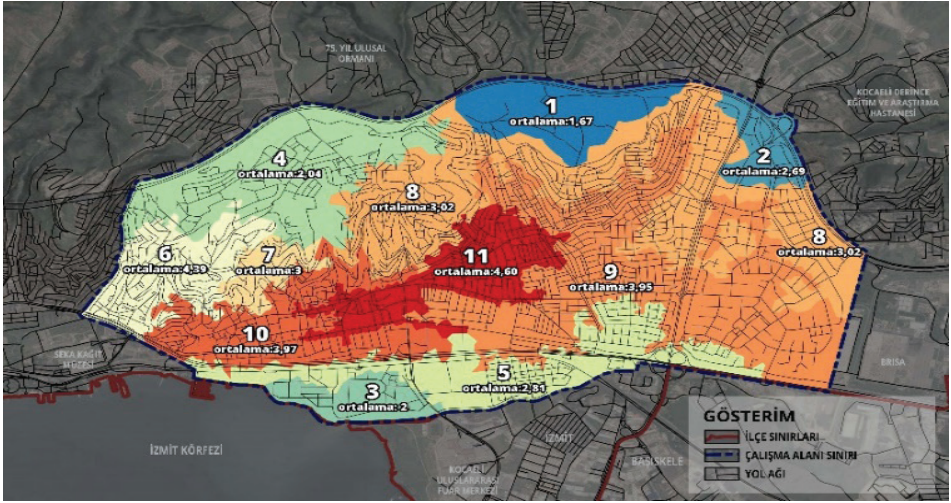 75. YIL ULUSAL
ORMANI
KOCAELİ DERİNCE
EĞİTİM VE ARAŞTIRMA
HASTANESİ
1
ortalama:1,67
2
ortalama:2,69
4
ortalama:2,04
8
ortalama:3,02
8
ortalama:3,02
6
ortalama:4,39
7
ortalama:3
11
ortalama:4,60
9
ortalama:3,95
10
ortalama:3,97
SEKA KAĞIT
MÜZESİ
5
ortalama:2,81
3
ortalama: 2
ERISA
İZMİT KÖRFEZİ
İZMİT
BAŞİSKELE
KOCAELİ
ULUSLARARASI
FUAR MERKEZİ
GÖSTERİM
İLÇE SINIRLARI
ÇALIŞMA ALANI SINIRI
YOL AĞI